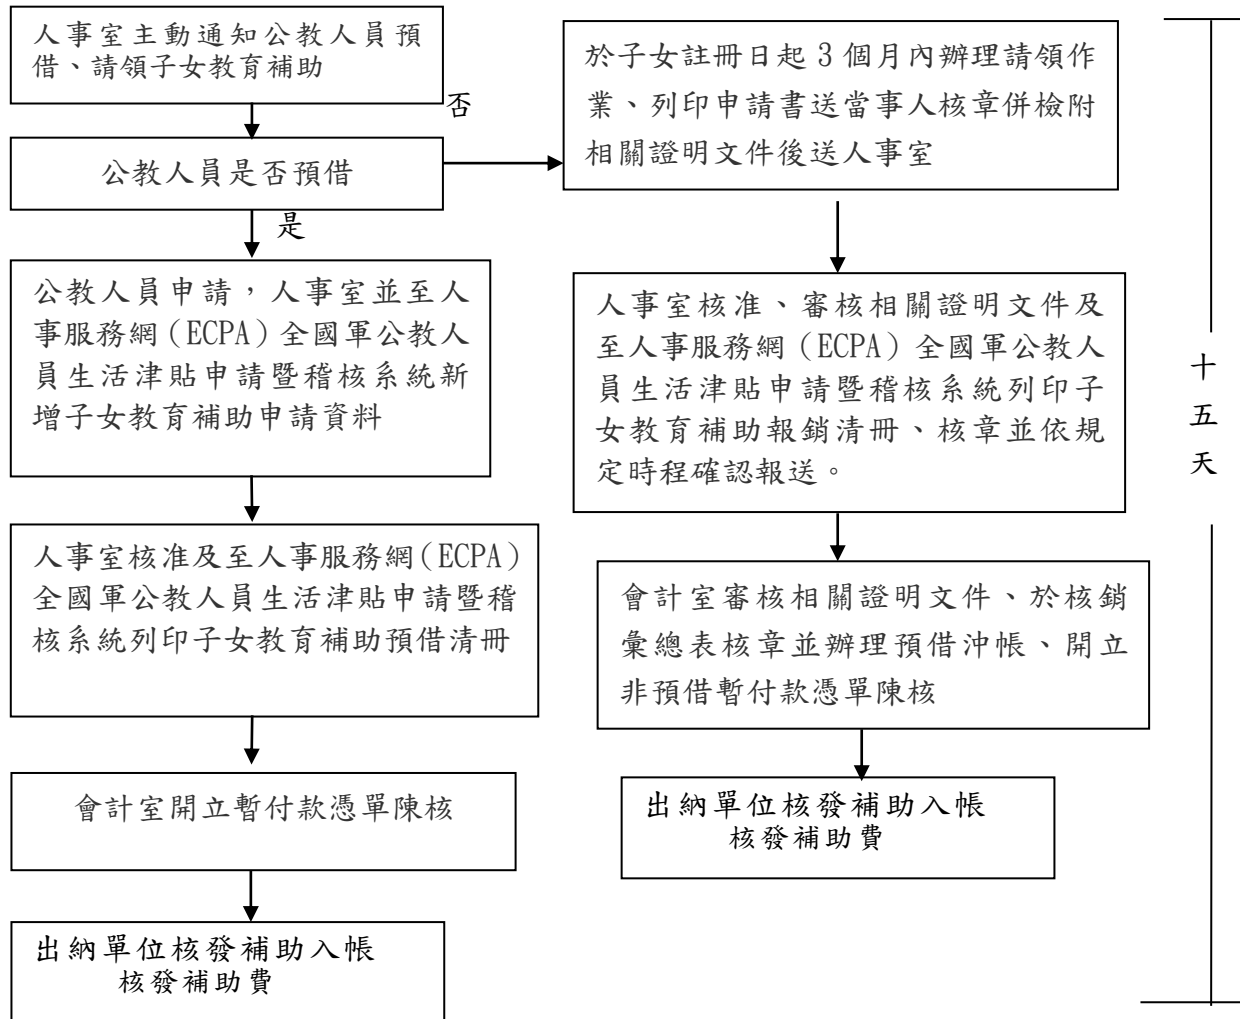 人事室主動通知公教人員預
借、請領子女教育補助
否
公教人員是否預借
是
公教人員申請，人事室並至人
事服務網(ECPA)全國軍公教人
員生活津貼申請暨稽核系統新
增子女教育補助申請資料
人事室核准及至人事服務網(ECPA)
全國軍公教人員生活津貼申請暨稽
核系統列印子女教育補助預借清冊
會計室開立暫付款憑單陳核
出納單位核發補助入帳
核發補助費
於子女註冊日起 3 個月內辦理請領作
業、列印申請書送當事人核章併檢附
相關證明文件後送人事室
人事室核准、審核相關證明文件及
至人事服務網（ECPA）全國軍公教人
員生活津貼申請暨稽核系統列印子
女教育補助報銷清冊、核章並依規
定時程確認報送。
會計室審核相關證明文件、於核銷
彙總表核章並辦理預借沖帳、開立
非預借暫付款憑單陳核
出納單位核發補助入帳
核發補助費
十
五
天